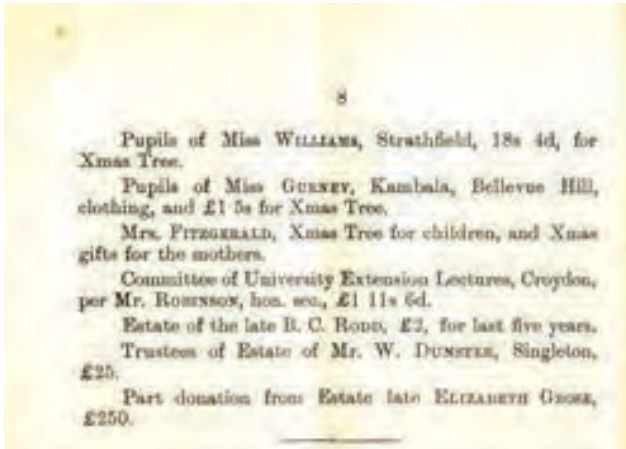 8
Pupils of Miss WILLIAMS, Strathfield, 18s 4d, for
Xmas Tree.
Pupils of Miss GURNEY, Kambala, Bellevue Hill,
clothing, and £1 5s for Xmas Tree.
Mrs. FITZGERALD, Xmas Tree for children, and Xmas
gifts for the mothers.
Committee of University Extension Lectures, Croydon,
per Mr. ROBINSON, hon. sec., £1 11s 6d.
Estate of the late B. C. RODD, £2, for last five years.
Trustees of Estate of Mr. W. DUNSTER, Singleton,
£25.
Part donation from Estate late ELIZABETH
£250.